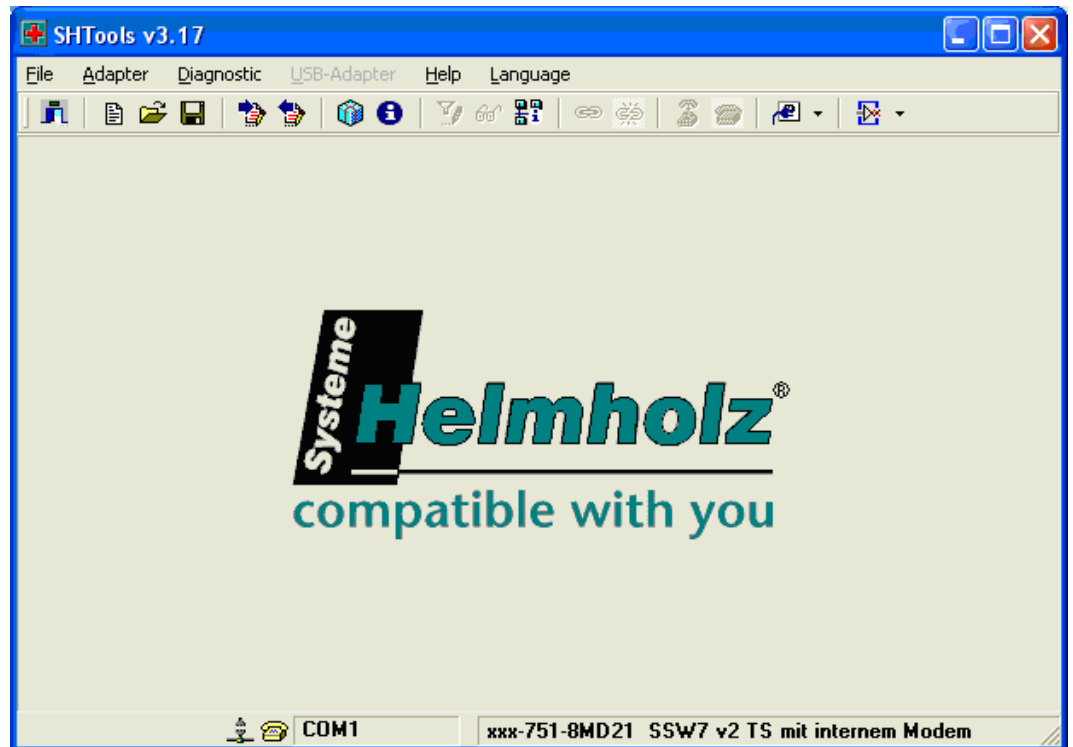 SHTools v3.17
File Adapter Diagnostic USB-Adapter Help Language
Systeme
Helmholz®
compatible with you
COM1 xxx-751-8MD21 SSW7 v2 TS mit internem Modem